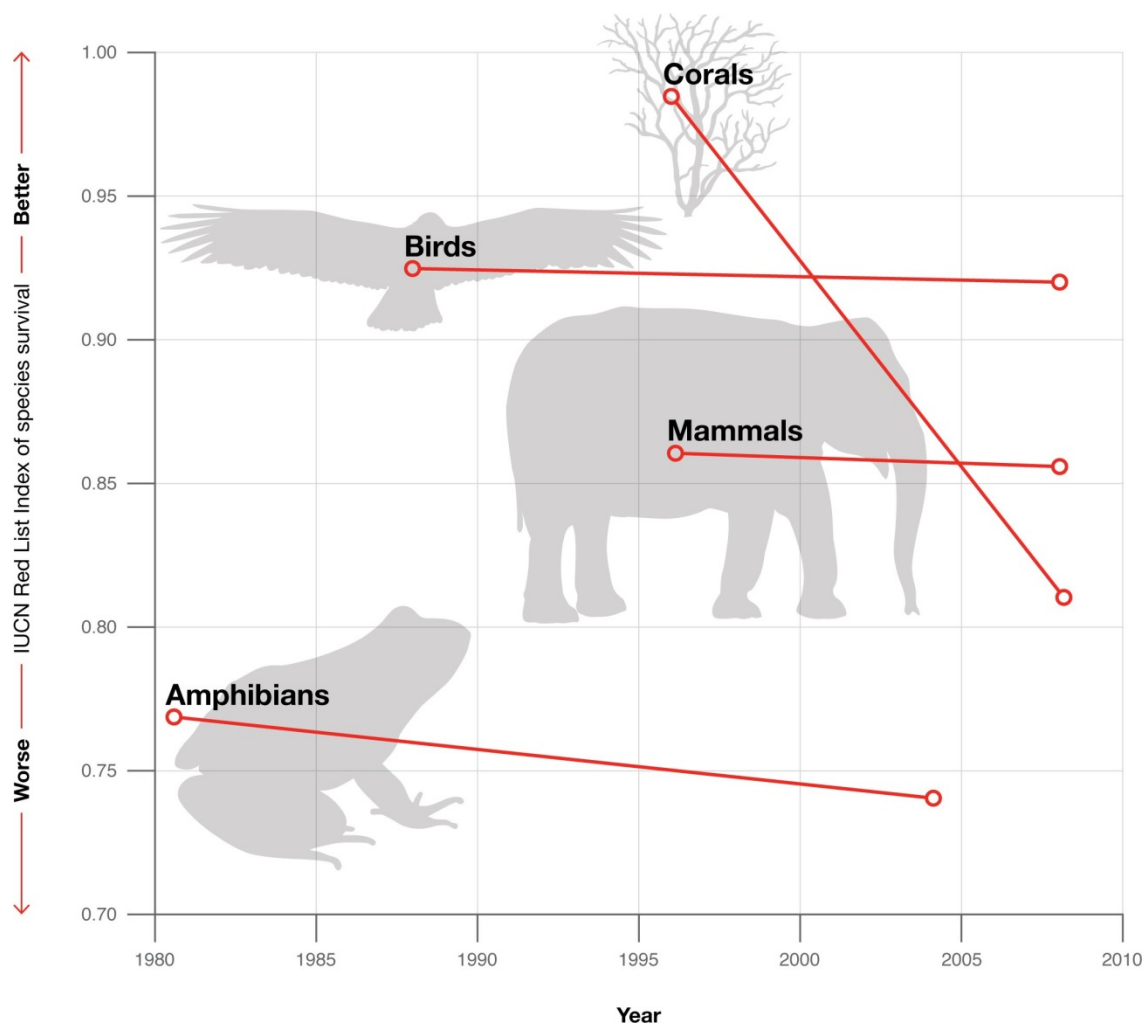 Better
IUCN Red List Index of species survival
Worse
1.00
0.95
0.90
0.85
0.80
0.75
0.70
Corals
Birds
Mammals
Amphibians
1980
1985
1990
1995
2000
2005
2010
Year